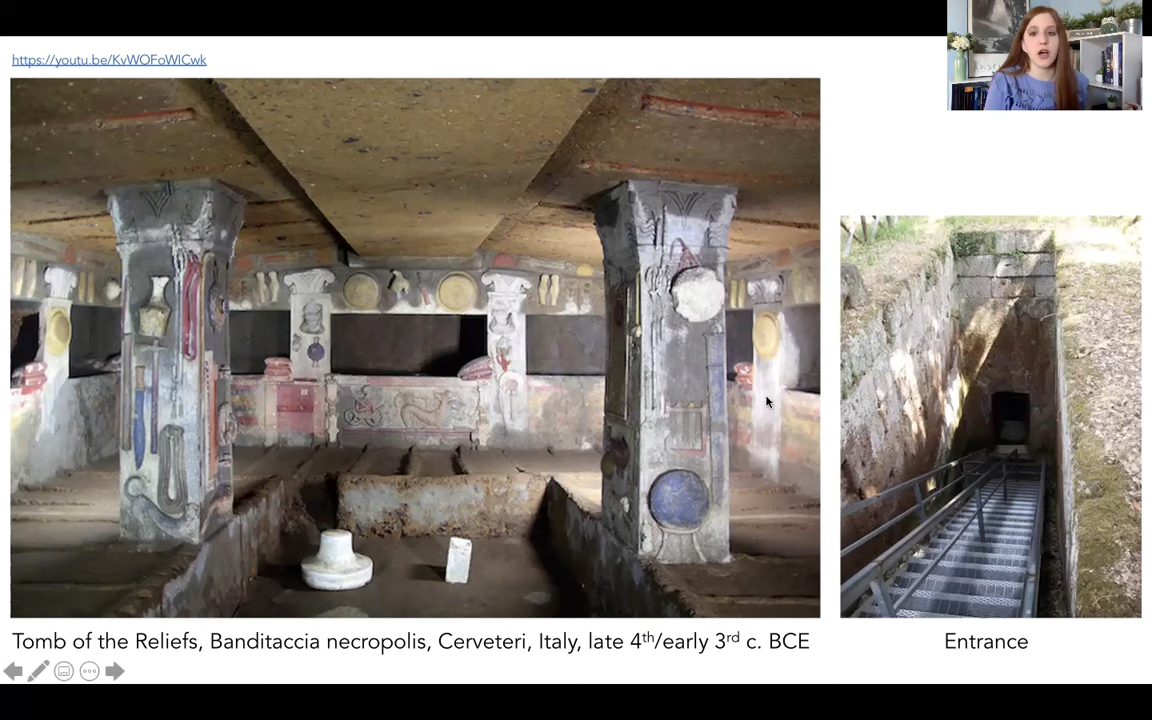 https://youtu.be/KvWOFoWICwk
Tomb of the Reliefs, Banditaccia necropolis, Cerveteri, Italy, late 4th/early 3rd c. BCE
Entrance